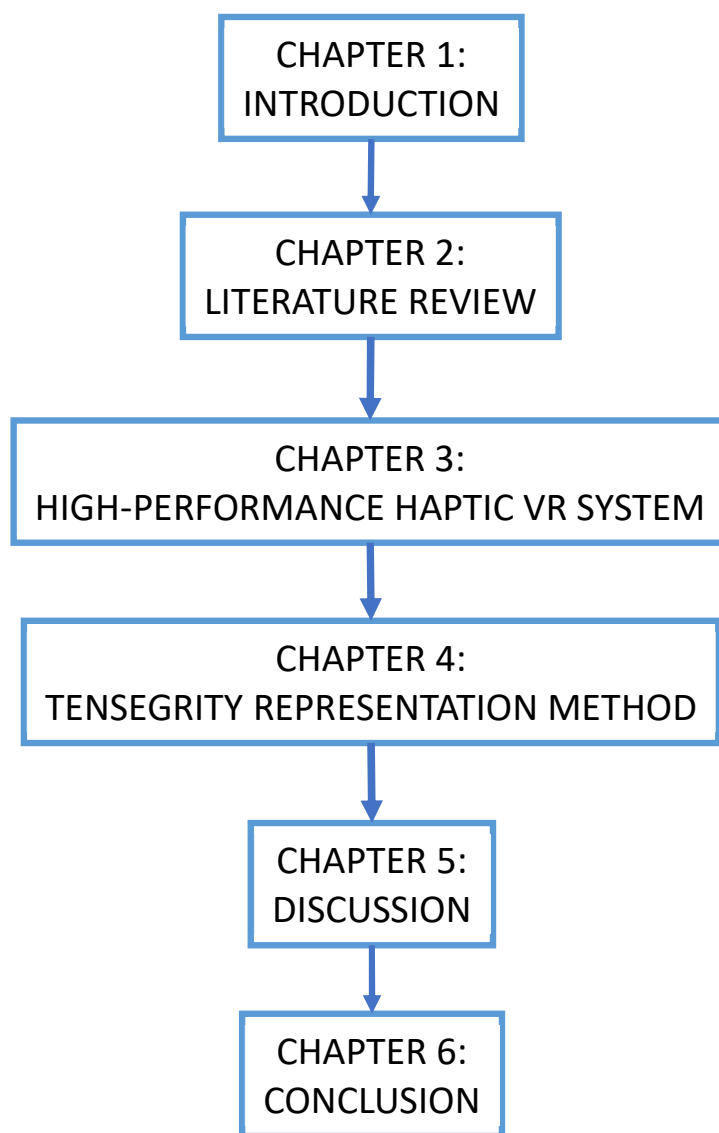 CHAPTER 1:
INTRODUCTION
CHAPTER 2:
LITERATURE REVIEW
CHAPTER 3:
HIGH-PERFORMANCE HAPTIC VR SYSTEM
CHAPTER 4:
TENSEGRITY REPRESENTATION METHOD
CHAPTER 5:
DISCUSSION
CHAPTER 6:
CONCLUSION